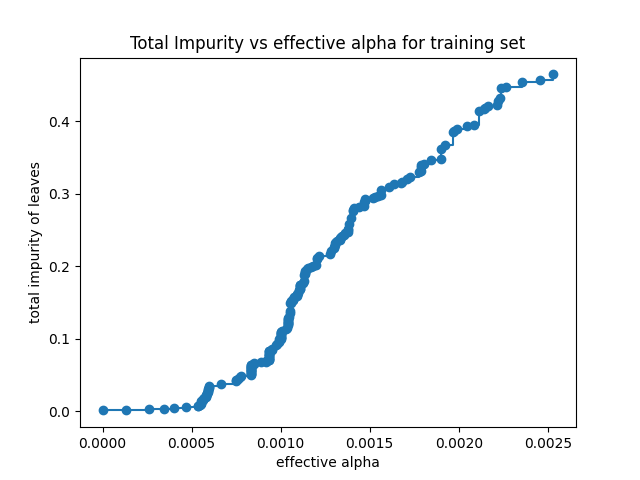 Total Impurity vs effective alpha for training set
total impurity of leaves
0.4
0.3
0.2
0.1
0.0
0.0000 0.0005 0.0010 0.0015 0.0020 0.0025
effective alpha